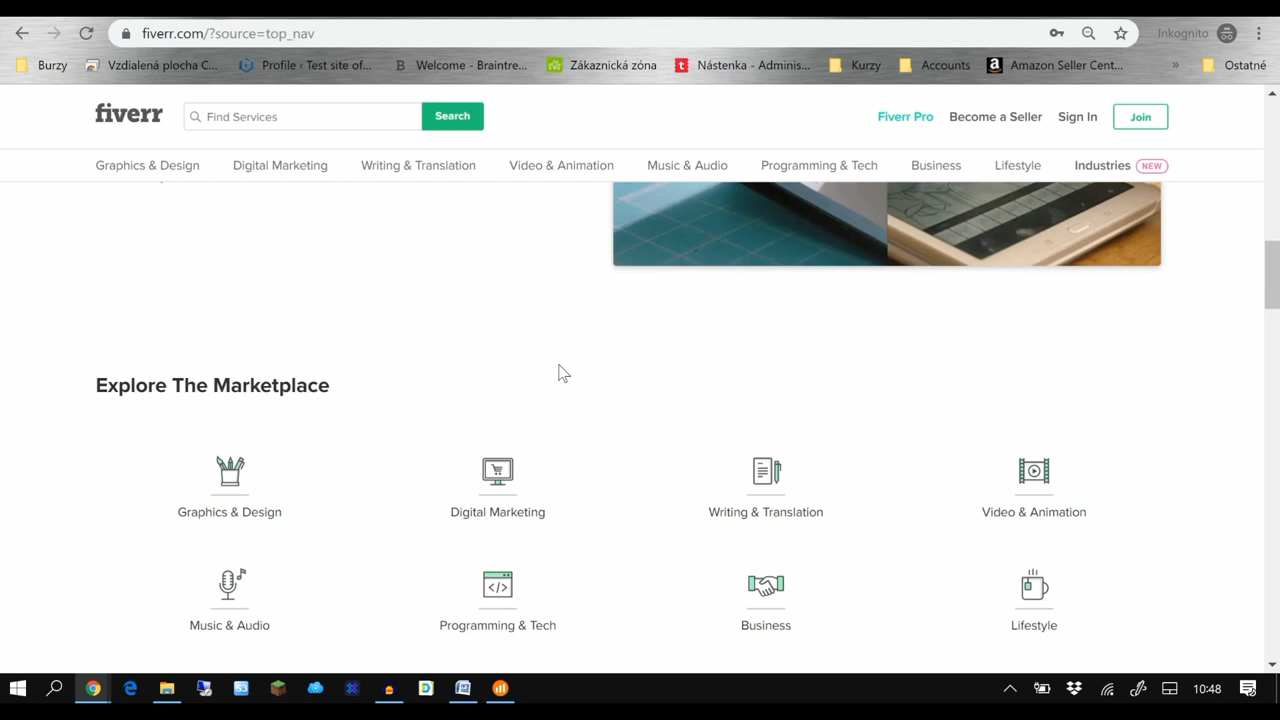 fiverr.com/?source=top_nav
Inkognito
Burzy Vzdialená plocha C... Profile ‹ Test site of... B Welcome - Braintre... Zákaznická zóna t Nástenka - Adminis... Kurzy Accounts a Amazon Seller Cent... » Ostatné
fiverr Find Services Search Fiverr Pro Become a Seller Sign In Join
Graphics & Design Digital Marketing Writing & Translation Video & Animation Music & Audio Programming & Tech Business Lifestyle Industries NEW
Explore The Marketplace
Graphics & Design Digital Marketing Writing & Translation Video & Animation
Music & Audio Programming & Tech Business Lifestyle
10:48